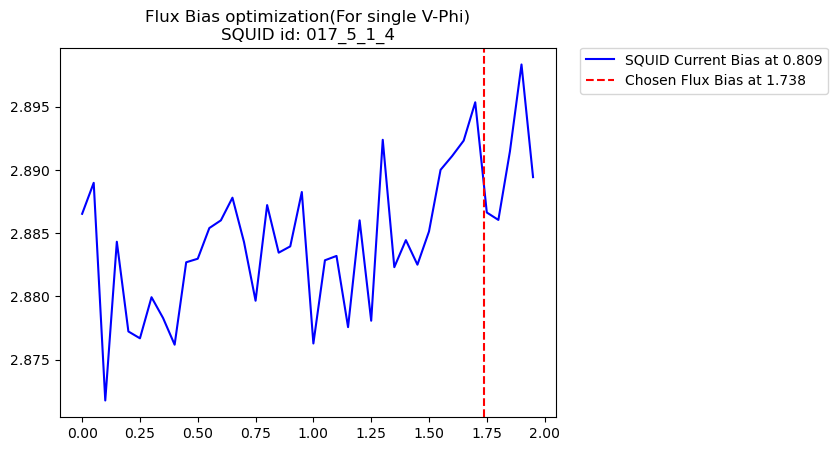 Flux Bias optimization(For single V-Phi)
SQUID id: 017_5_1_4
SQUID Current Bias at 0.809
Chosen Flux Bias at 1.738
2.895
2.890
2.885
2.880
2.875
0.00 0.25 0.50 0.75 1.00 1.25 1.50 1.75 2.00